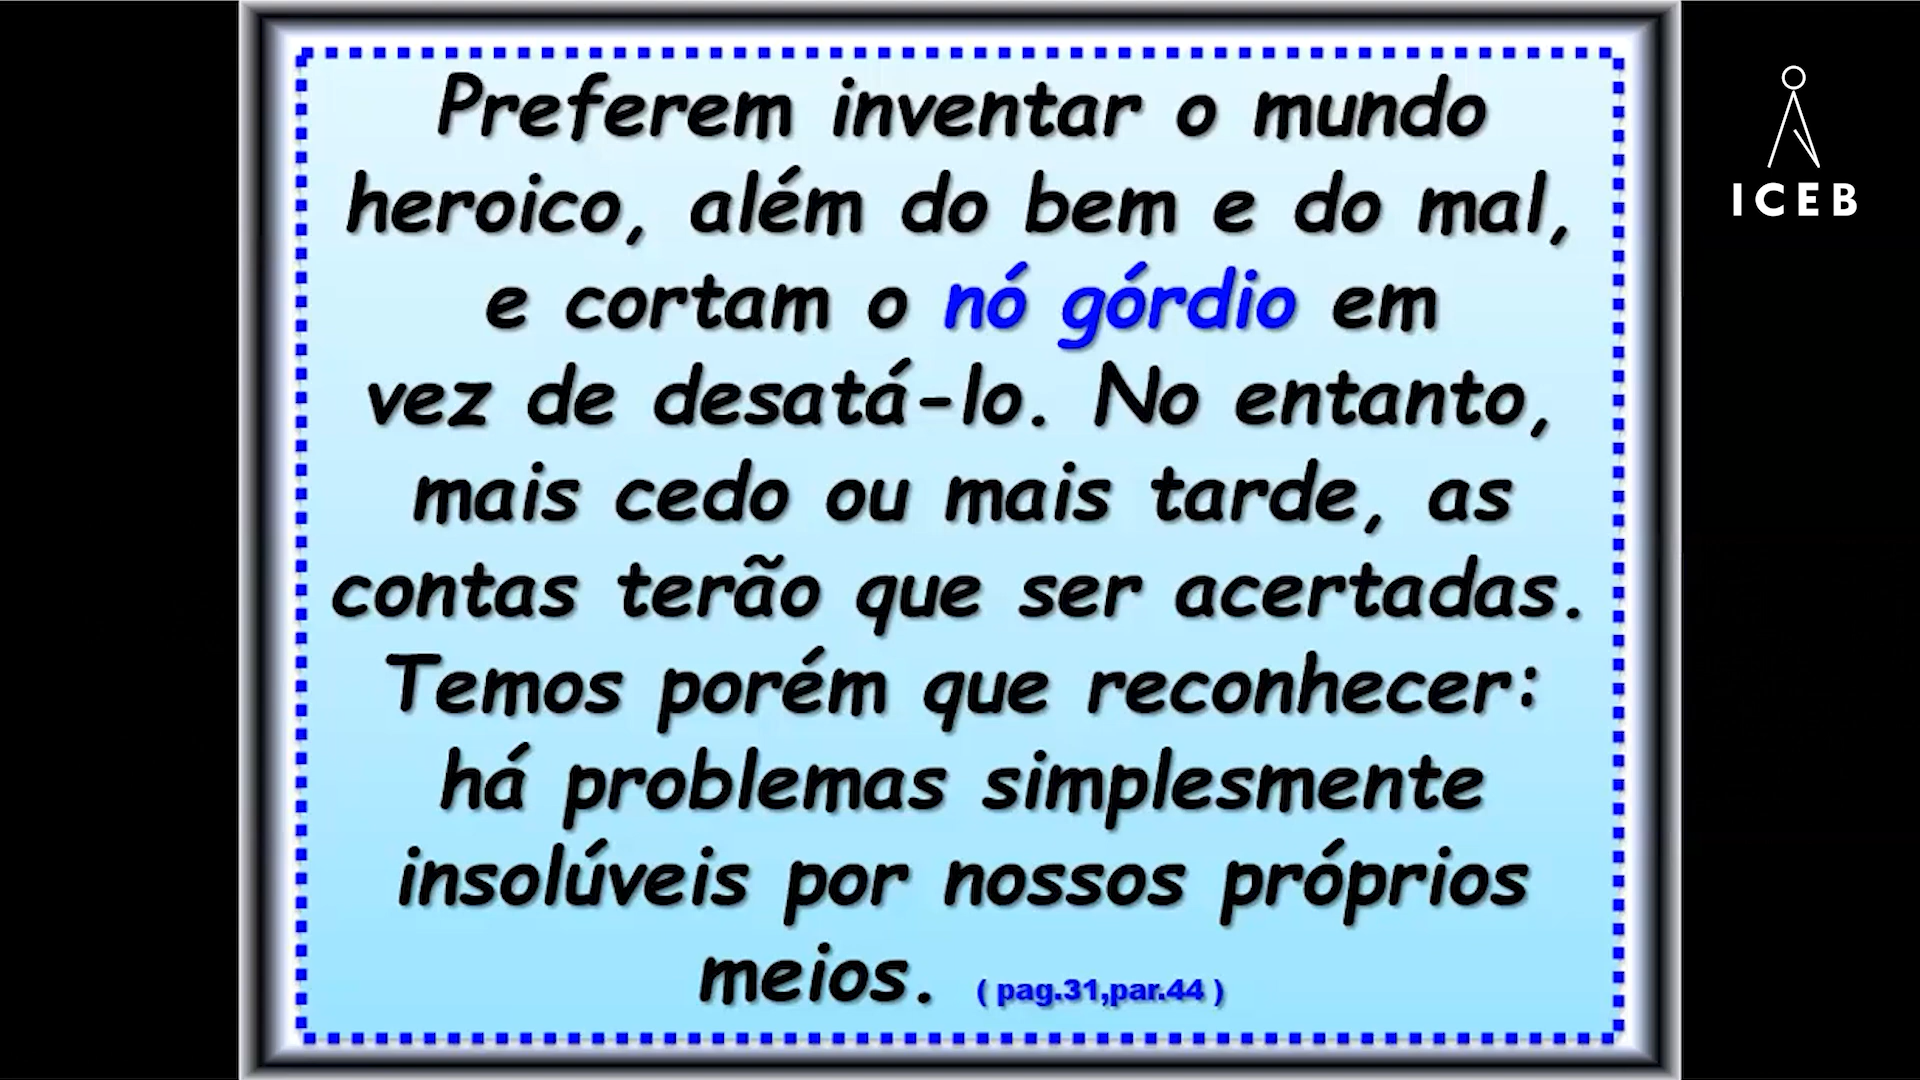 Preferem inventar o mundo
heroico, além do bem e do mal,
e cortam o nó górdio em
vez de desatá-lo. No entanto,
mais cedo ou mais tarde, as
contas terão que ser acertadas.
Temos porém que reconhecer:
há problemas simplesmente
insolúveis por nossos próprios
meios. ( pag.31,par.44 )
ICEB